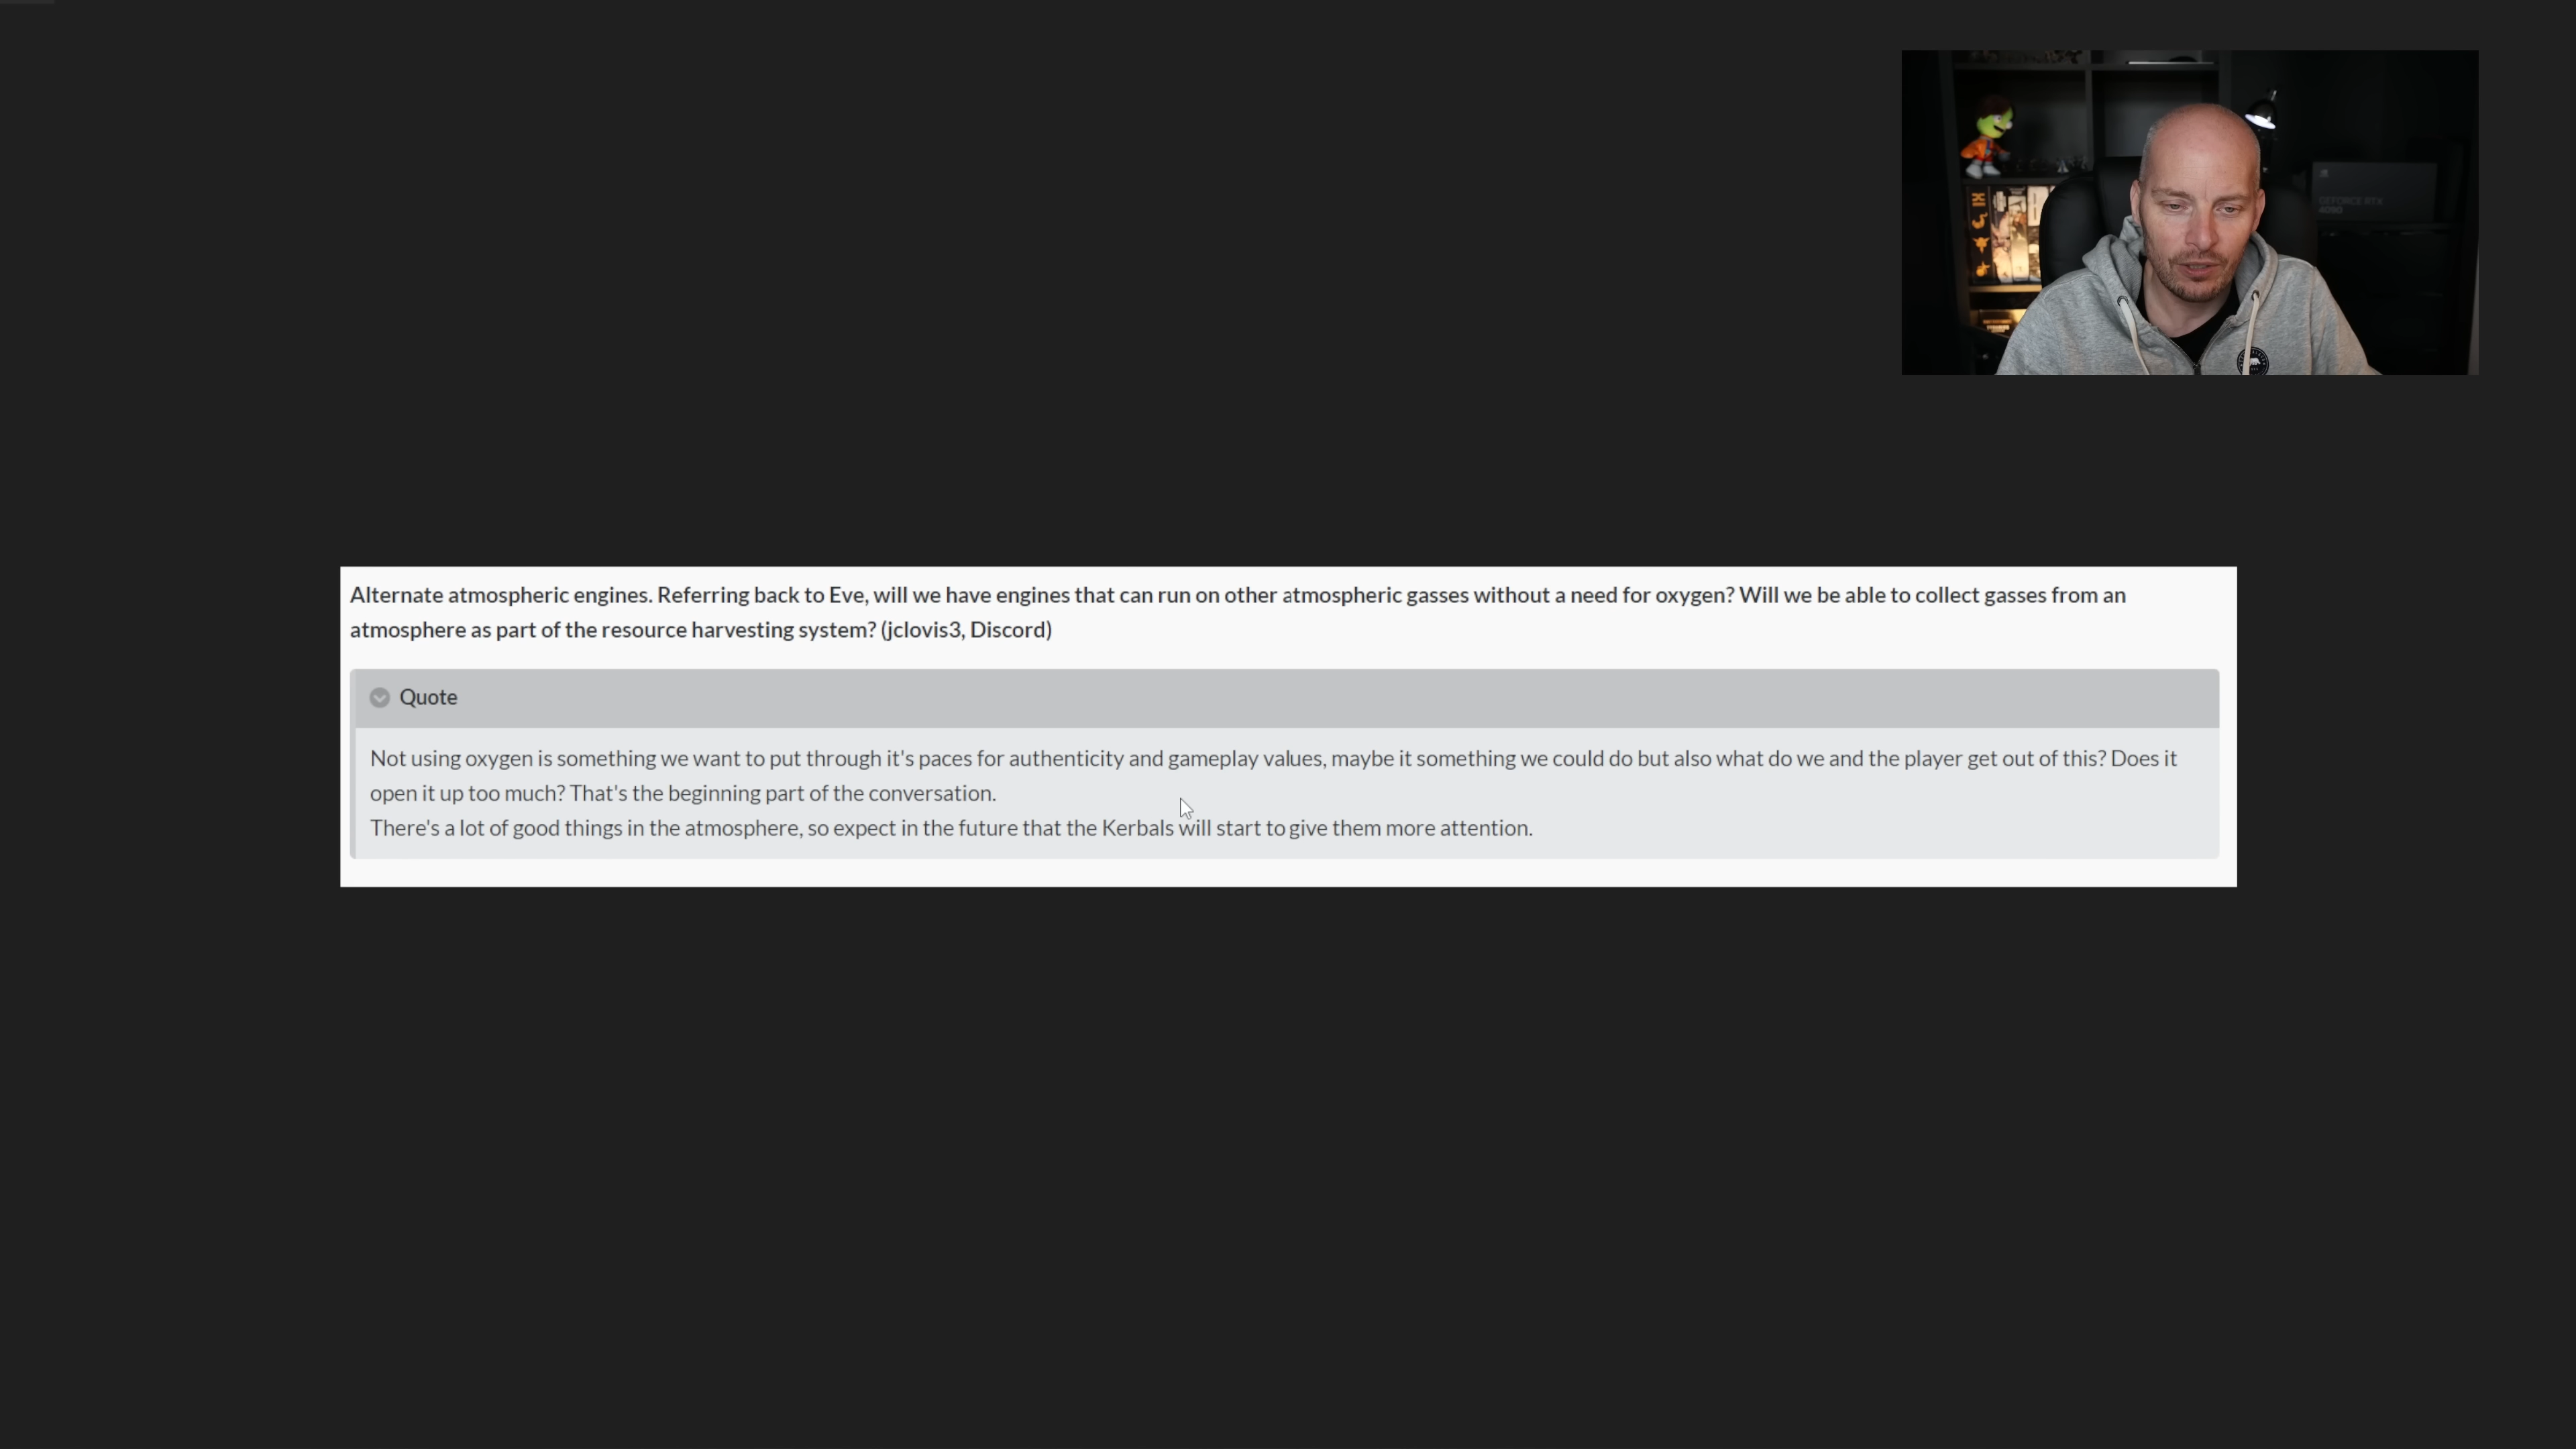 GEFORCE RTX
4090
Alternate atmospheric engines. Referring back to Eve, will we have engines that can run on other atmospheric gasses without a need for oxygen? Will we be able to collect gasses from an
atmosphere as part of the resource harvesting system? (jclovis3, Discord)
Quote
Not using oxygen is something we want to put through it's paces for authenticity and gameplay values, maybe it something we could do but also what do we and the player get out of this? Does it
open it up too much? That's the beginning part of the conversation.
There's a lot of good things in the atmosphere, so expect in the future that the Kerbals will start to give them more attention.